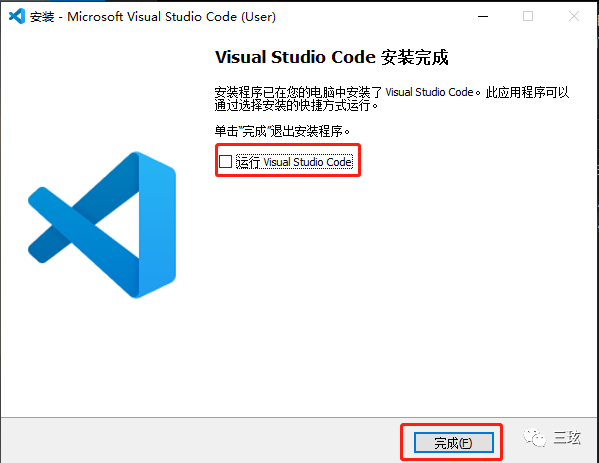 安装 - Microsoft Visual Studio Code (User)
Visual Studio Code 安装完成
安装程序已在您的电脑中安装了 Visual Studio Code。此应用程序可以
通过选择安装的快捷方式运行。
单击"完成"退出安装程序。
运行 Visual Studio Code
完成(F)
三玹